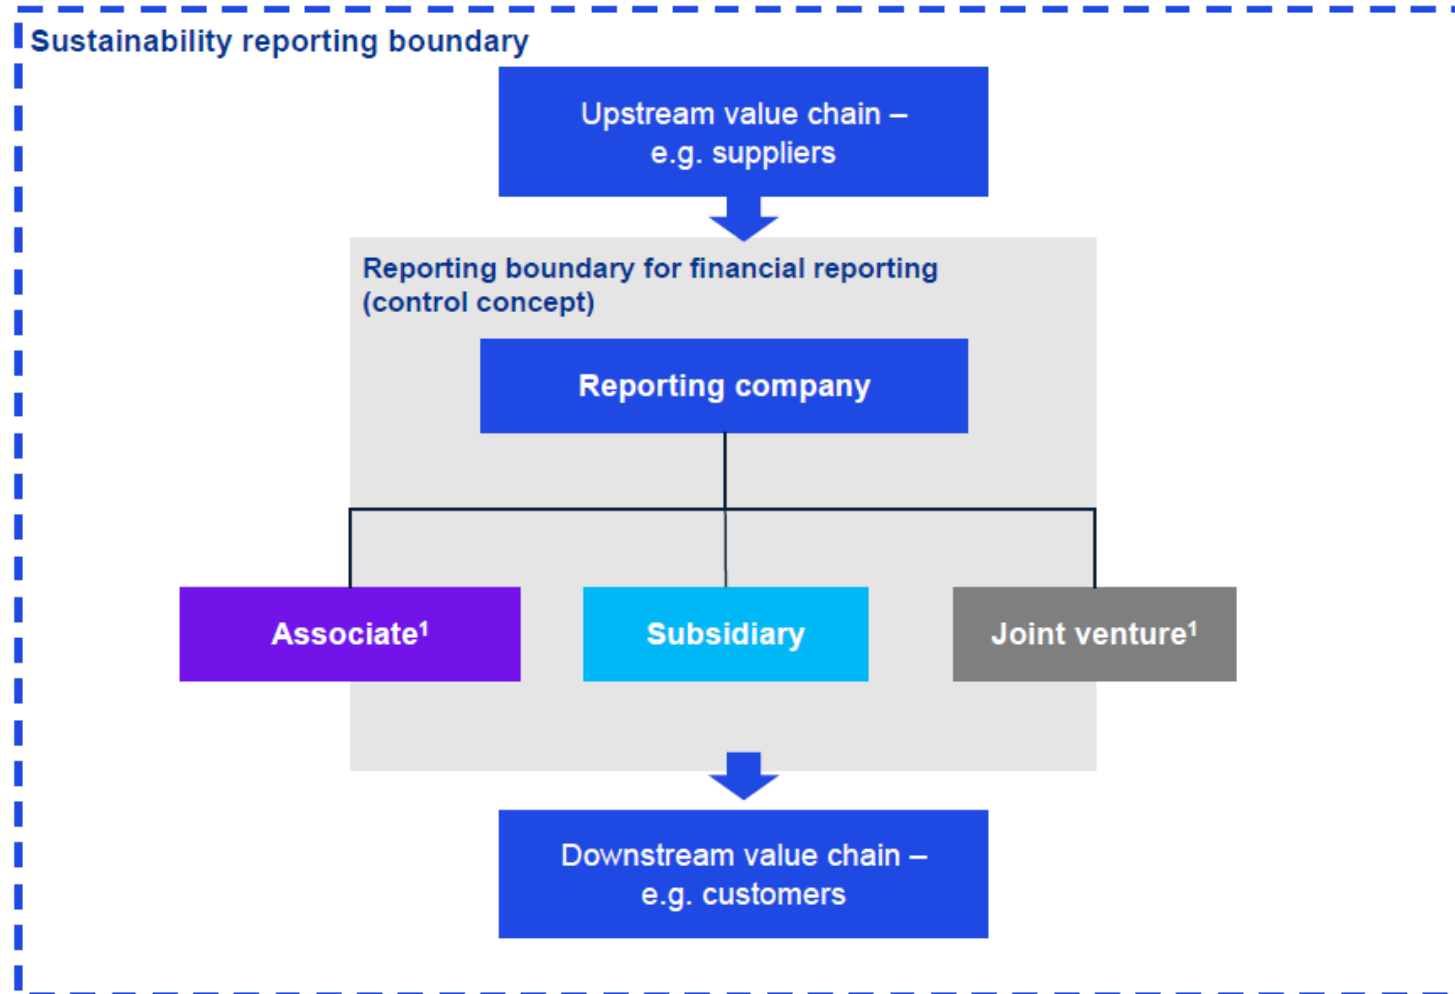 Sustainability reporting boundary
Upstream value chain –
e.g. suppliers
Reporting boundary for financial reporting
(control concept)
Reporting company
Associate¹
Subsidiary
Joint venture¹
Downstream value chain –
e.g. customers